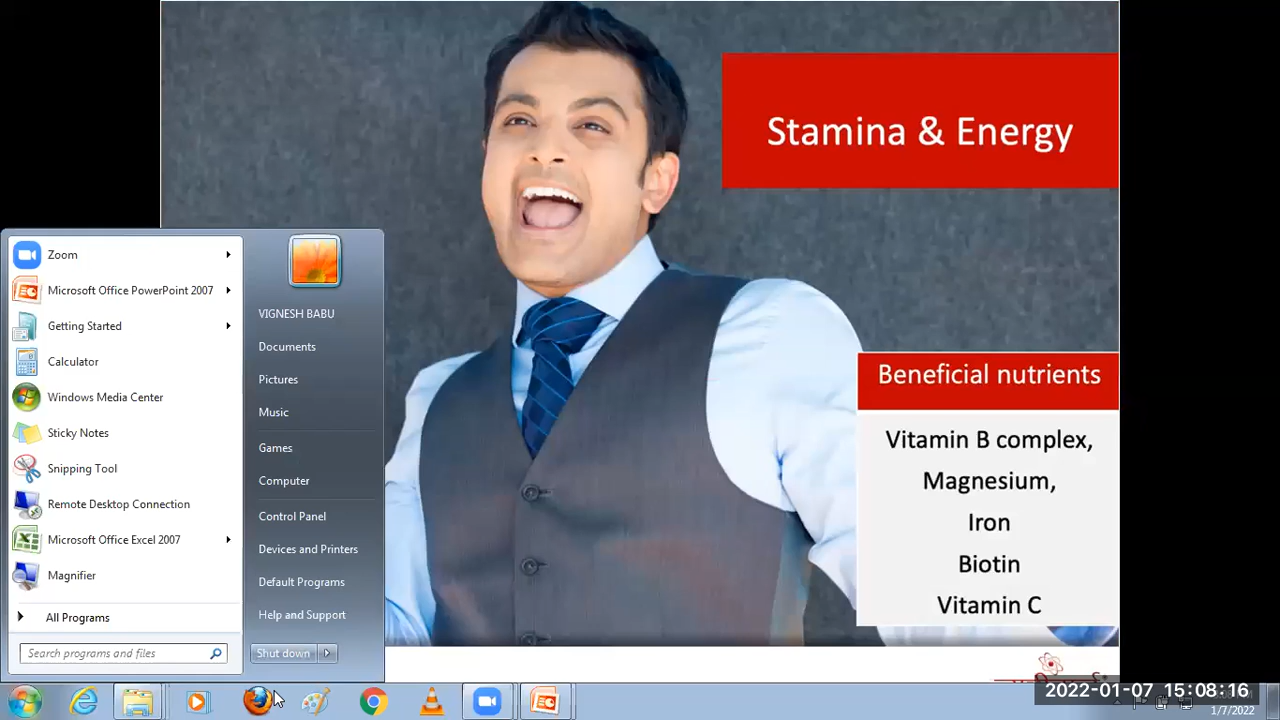 Stamina & Energy
Beneficial nutrients
Vitamin B complex,
Magnesium,
Iron
Biotin
Vitamin C
Zoom
Microsoft Office PowerPoint 2007
Getting Started
Calculator
Windows Media Center
Sticky Notes
Snipping Tool
Remote Desktop Connection
Microsoft Office Excel 2007
Magnifier
All Programs
Search programs and files
VIGNESH BABU
Documents
Pictures
Music
Games
Computer
Control Panel
Devices and Printers
Default Programs
Help and Support
Shut down
2022-01-07 15:08:16
1/7/2022